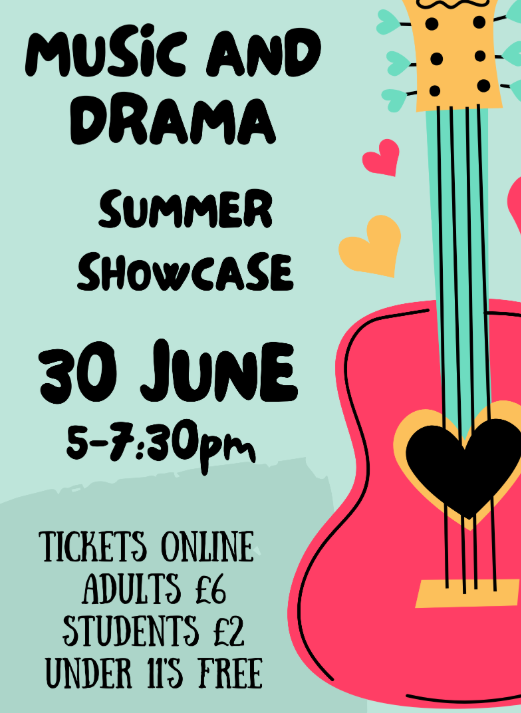 MUSIC AND
DRAMA
SUMMER
SHOWCASE
30 JUNE
5-7:30pm
TICKETS ONLINE
ADULTS £6
STUDENTS £2
UNDER 11'S FREE